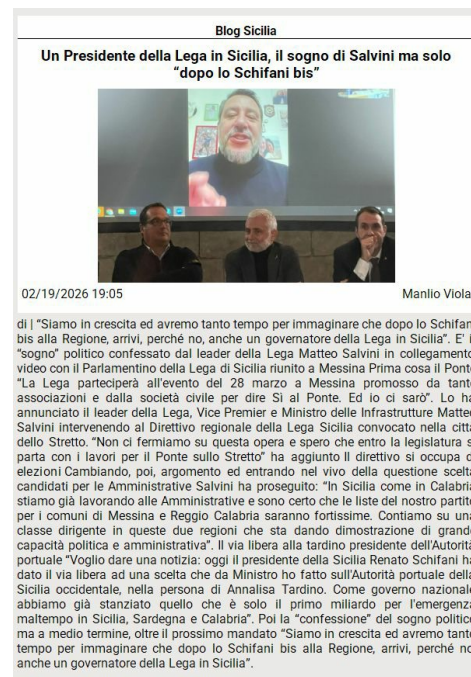 Blog Sicilia
Un Presidente della Lega in Sicilia, il sogno di Salvini ma solo
“dopo lo Schifani bis”
02/19/2026 19:05
Manlio Viola
di | “Siamo in crescita ed avremo tanto tempo per immaginare che dopo lo Schifani
bis alla Regione, arrivi, perché no, anche un governatore della Lega in Sicilia”. E' i
“sogno” politico confessato dal leader della Lega Matteo Salvini in collegamento
video con il Parlamentino della Lega di Sicilia riunito a Messina Prima cosa il Ponte
“La Lega parteciperà all'evento del 28 marzo a Messina promosso da tante
associazioni e dalla società civile per dire Sì al Ponte. Ed io ci sarò”. Lo ha
annunciato il leader della Lega, Vice Premier e Ministro delle Infrastrutture Matteo
Salvini intervenendo al Direttivo regionale della Lega Sicilia convocato nella città
dello Stretto. “Non ci fermiamo su questa opera e spero che entro la legislatura s
parta con i lavori per il Ponte sullo Stretto” ha aggiunto Il direttivo si occupa d
elezioni Cambiando, poi, argomento ed entrando nel vivo della questione scelta
candidati per le Amministrative Salvini ha proseguito: “In Sicilia come in Calabria
stiamo già lavorando alle Amministrative e sono certo che le liste del nostro partito
per i comuni di Messina e Reggio Calabria saranno fortissime. Contiamo su una
classe dirigente in queste due regioni che sta dando dimostrazione di grande
capacità politica e amministrativa”. Il via libera alla tardino presidente dell'Autorità
portuale “Voglio dare una notizia: oggi il presidente della Sicilia Renato Schifani ha
dato il via libera ad una scelta che da Ministro ho fatto sull'Autorità portuale della
Sicilia occidentale, nella persona di Annalisa Tardino. Come governo nazionale
abbiamo già stanziato quello che è solo il primo miliardo per l'emergenza
maltempo in Sicilia, Sardegna e Calabria”. Poi la “confessione” del sogno politico
ma a medio termine, oltre il prossimo mandato “Siamo in crescita ed avremo tanto
tempo per immaginare che dopo lo Schifani bis alla Regione, arrivi, perché no
anche un governatore della Lega in Sicilia”.